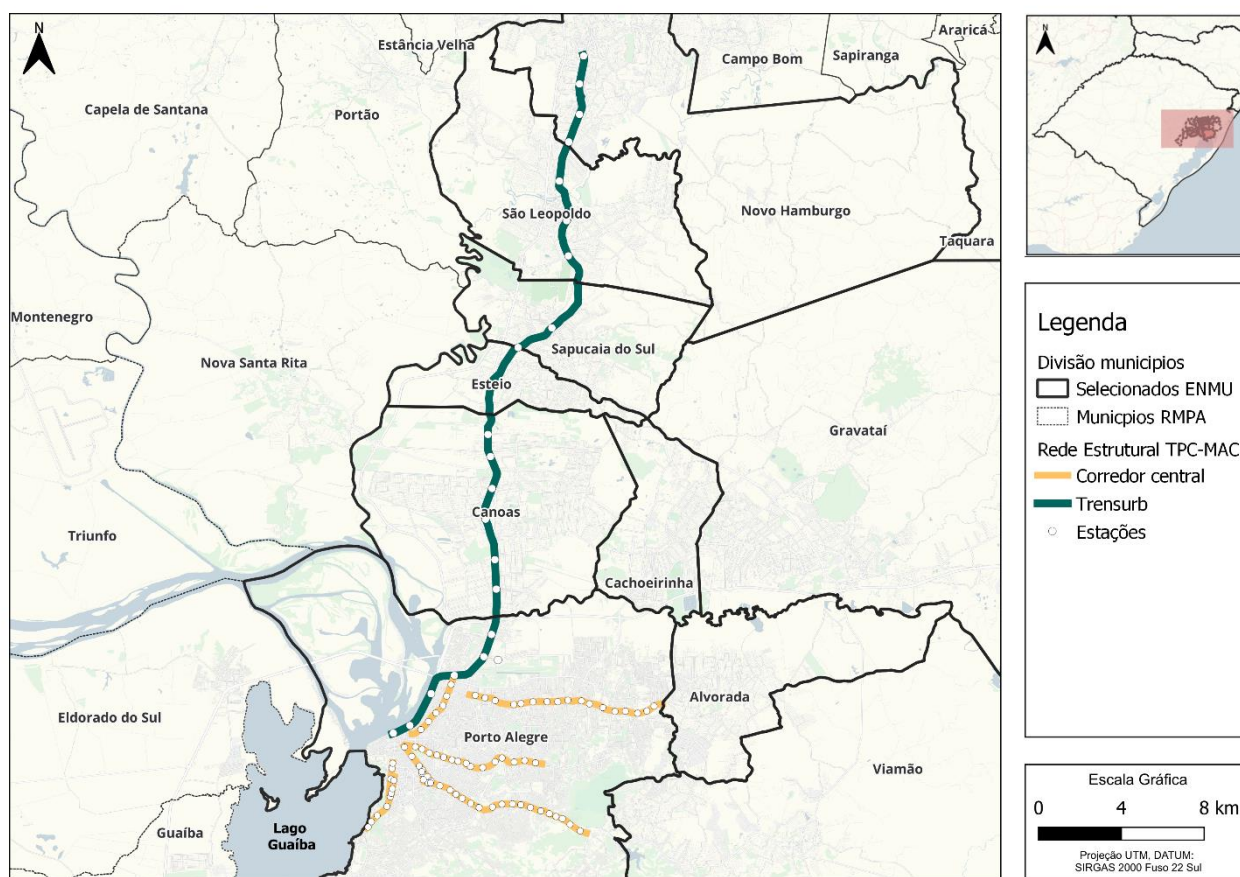 N
Estância Velha
Campo Bom
Sapiranga
Araricá
Capela de Santana
Portão
São Leopoldo
Novo Hamburgo
Taquara
Montenegro
Nova Santa Rita
Sapucaia do Sul
Esteio
Gravataí
Canoas
Triunfo
Cachoeirinha
Eldorado do Sul
Alvorada
Porto Alegre
Viamão
Guaíba
Lago
Guaíba
N
Legenda
Divisão municipios
Selecionados ENMU
Municpios RMPA
Rede Estrutural TPC-MAC
Corredor central
Trensurb
Estações
Escala Gráfica
0 4 8 km
Projeção UTM, DATUM:
SIRGAS 2000 Fuso 22 Sul